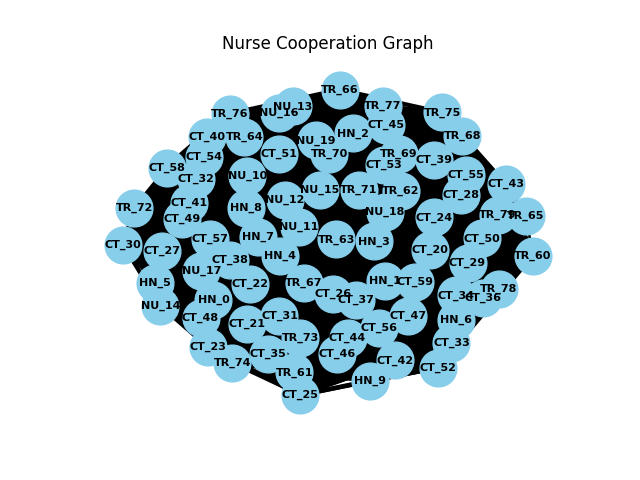 Nurse Cooperation Graph
TR_66
NU_13
NU_16
TR_76
TR_77
TR_75
CT_45
HN_2
CT_40
TR_64
TR_68
NU_19
TR_70
CT_51
TR_69
CT_54
CT_39
CT_53
CT_58
CT_32
NU_10
CT_55
CT_43
NU_15
TR_71
TR_62
CT_28
NU_12
CT_41
HN_8
TR_72
NU_18
CT_49
CT_24
TR_79
TR_65
NU_11
HN_7
CT_57
TR_63
HN_3
CT_50
CT_30
CT_27
CT_20
HN_4
CT_38
TR_60
CT_29
NU_17
HN_5
CT_22
TR_67
HN_1
CT_59
TR_78
CT_26
CT_37
CT_34
CT_36
NU_14
HN_0
CT_48
CT_21
CT_31
CT_47
HN_6
CT_56
TR_73
CT_44
CT_33
CT_23
CT_35
CT_46
TR_74
CT_42
CT_52
TR_61
HN_9
CT_25